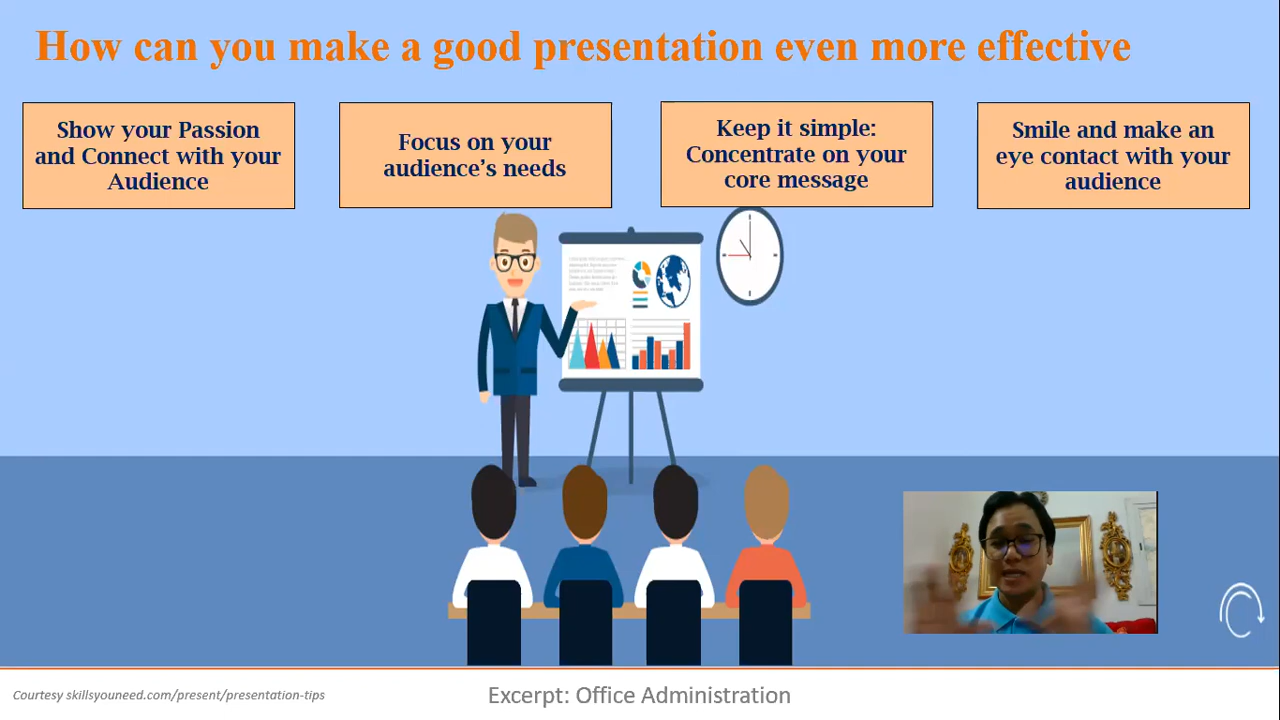 How can you make a good presentation even more effective
Show your Passion
and Connect with your
Audience
Focus on your
audience's needs
Keep it simple:
Concentrate on your
core message
Smile and make an
eye contact with your
audience
Courtesy skillsyouneed.com/present/presentation-tips
Excerpt: Office Administration